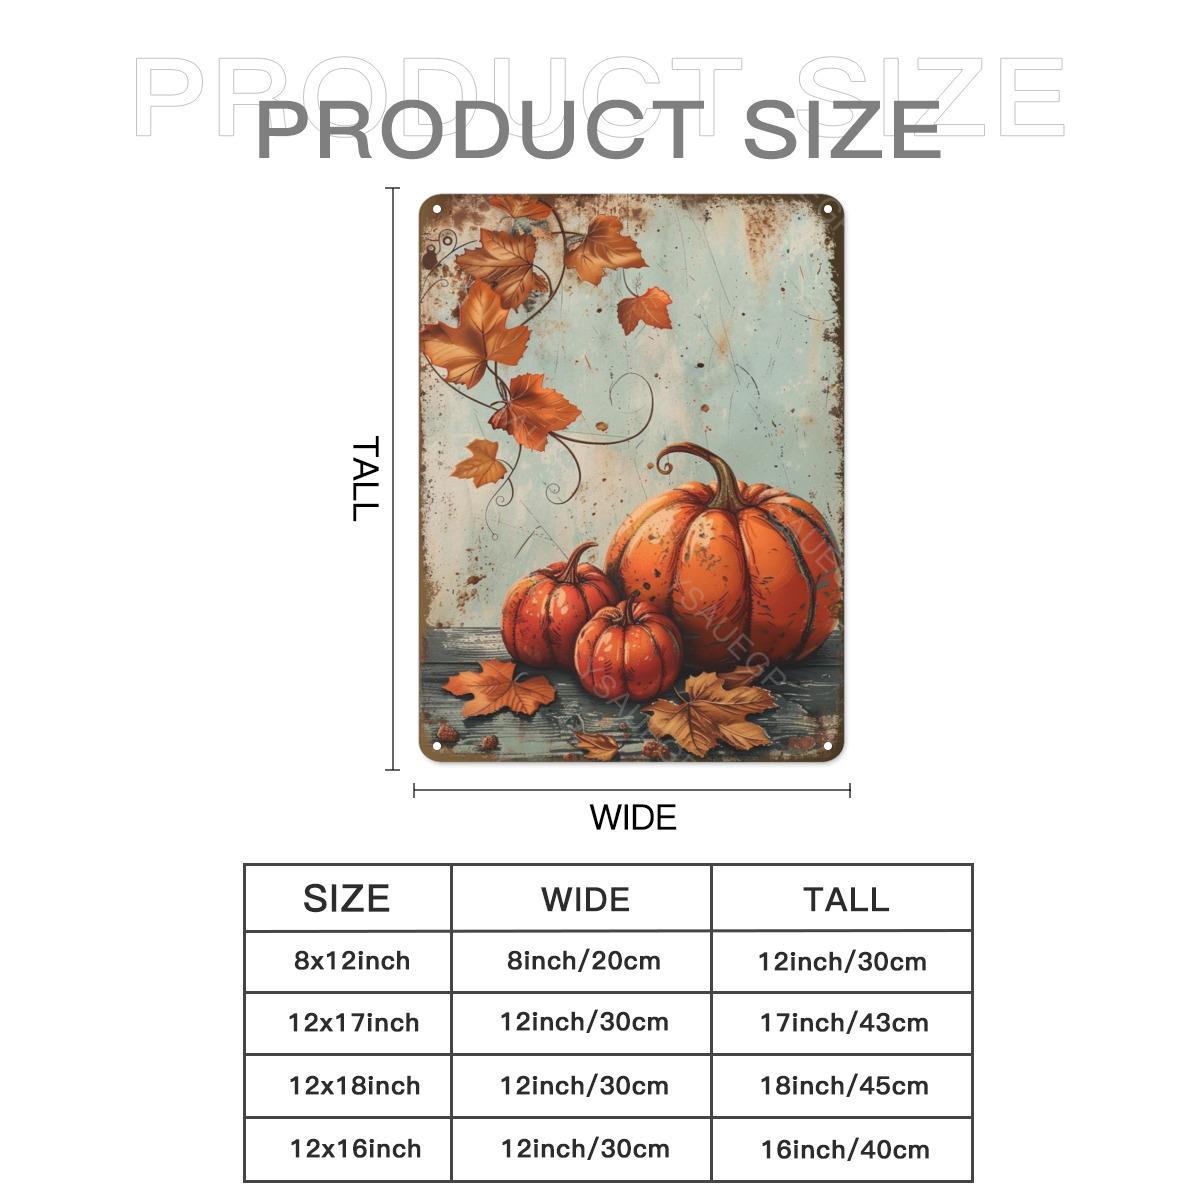 PRODUCT SIZE
PRODUCT SIZE
TALL
XSAUEGP
WIDE
SIZE WIDE TALL
8x12inch 8inch/20cm 12inch/30cm
12x17inch 12inch/30cm 17inch/43cm
12x18inch 12inch/30cm 18inch/45cm
12x16inch 12inch/30cm 16inch/40cm